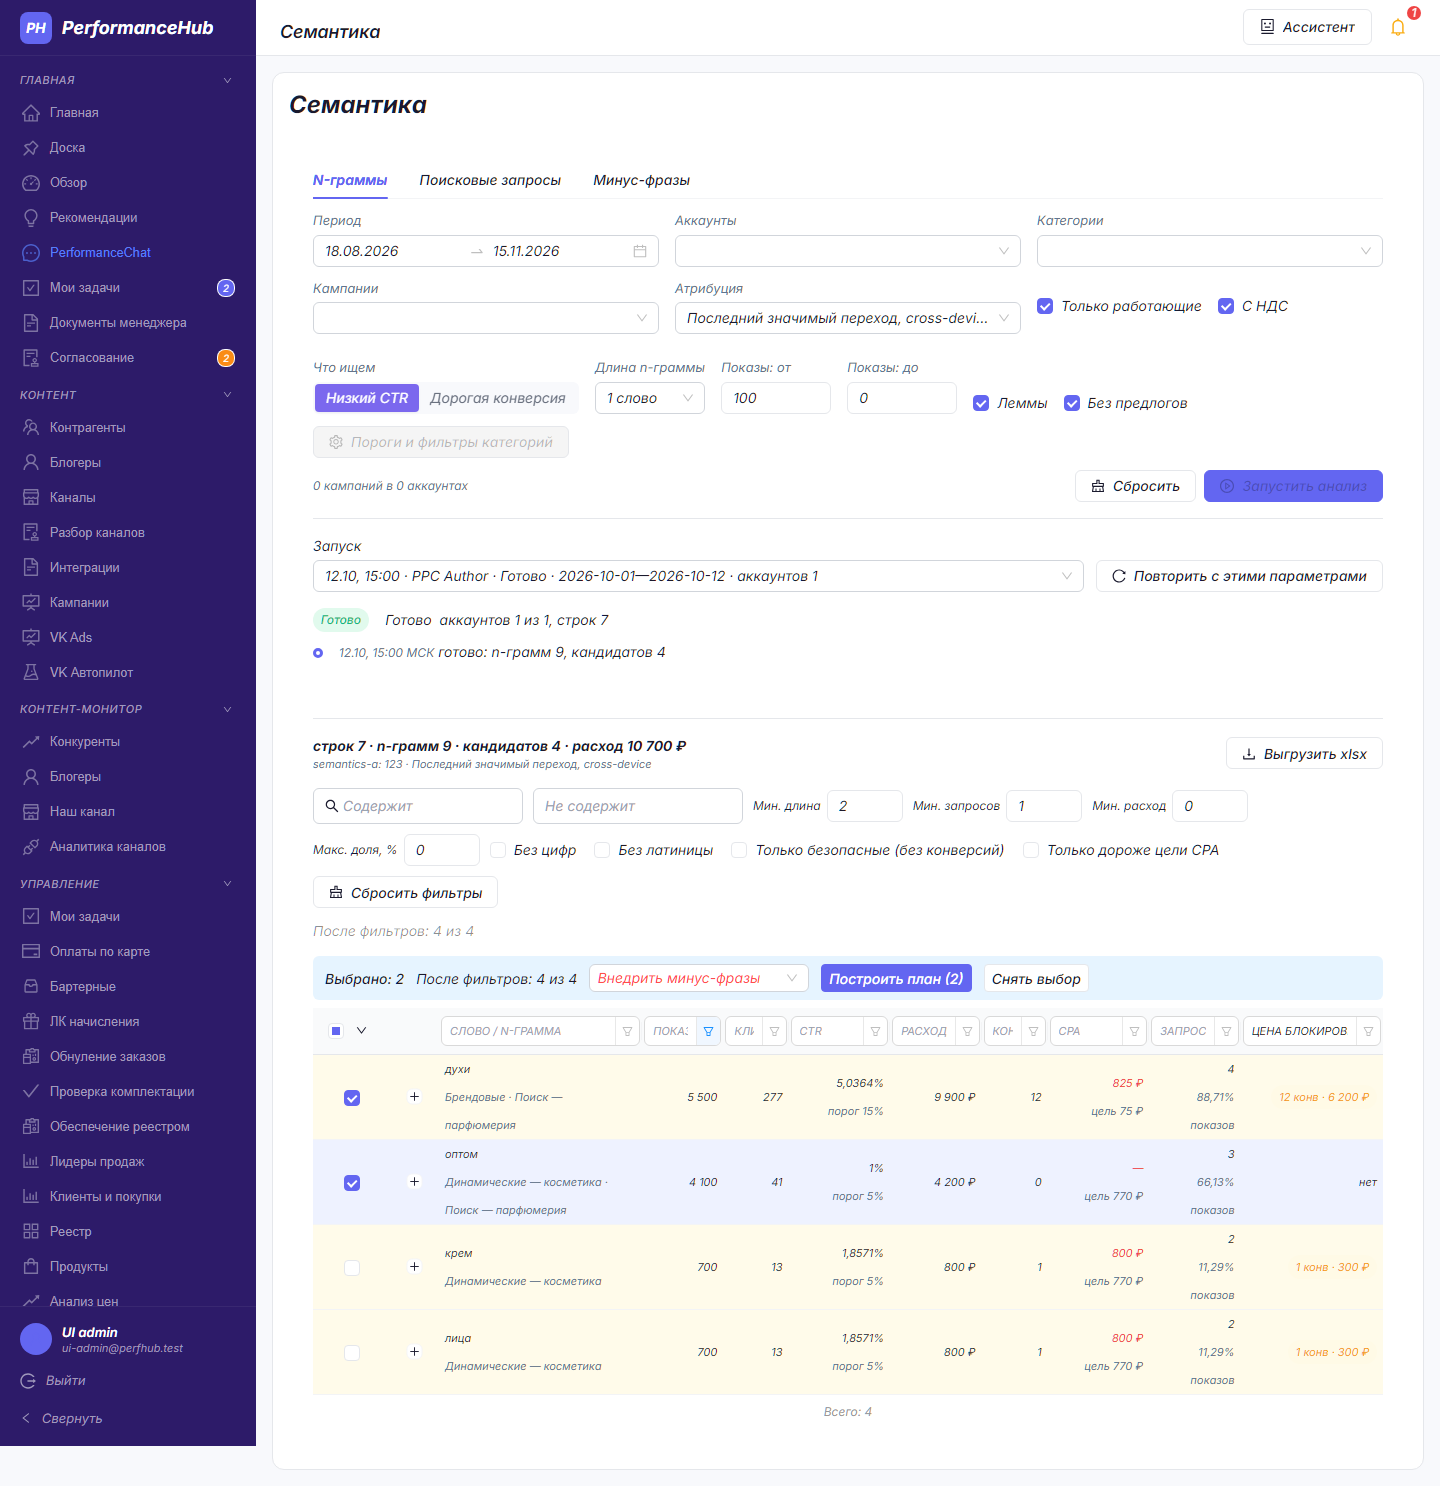 PH PerformanceHub
ГЛАВНАЯ
Главная
Доска
Обзор
Рекомендации
PerformanceChat
Мои задачи 2
Документы менеджера
Согласование 2
КОНТЕНТ
Контрагенты
Блогеры
Каналы
Разбор каналов
Интеграции
Кампании
VK Ads
VK Автопилот
КОНТЕНТ-МОНИТОР
Конкуренты
Блогеры
Наш канал
Аналитика каналов
УПРАВЛЕНИЕ
Мои задачи
Оплаты по карте
Бартерные
ЛК начисления
Обнуление заказов
Проверка комплектации
Обеспечение реестром
Лидеры продаж
Клиенты и покупки
Реестр
Продукты
Анализ цен
UI admin
ui-admin@perfhub.test
Выйти
Свернуть
Семантика
Ассистент
1
Семантика
N-граммы Поисковые запросы Минус-фразы
Период Аккаунты Категории
18.08.2026 15.11.2026
Кампании Атрибуция
Последний значимый переход, cross-devi...
Только работающие С НДС
Что ищем Длина n-граммы Показы: от Показы: до
Низкий CTR Дорогая конверсия 1 слово 100 0 Леммы Без предлогов
Пороги и фильтры категорий
0 кампаний в 0 аккаунтах
Сбросить Запустить анализ
Запуск
12.10, 15:00 · PPC Author · Готово · 2026-10-01—2026-10-12 · аккаунтов 1
Повторить с этими параметрами
Готово Готово аккаунтов 1 из 1, строк 7
12.10, 15:00 МСК готово: n-грамм 9, кандидатов 4
строк 7 · n-грамм 9 · кандидатов 4 · расход 10 700 ₽
semantics-a: 123 · Последний значимый переход, cross-device
Выгрузить xlsx
Содержит Не содержит Мин. длина 2 Мин. запросов 1 Мин. расход 0
Макс. доля, % 0 Без цифр Без латиницы Только безопасные (без конверсий) Только дороже цели CPA
Сбросить фильтры
После фильтров: 4 из 4
Выбрано: 2 После фильтров: 4 из 4 Внедрить минус-фразы Построить план (2) Снять выбор
СЛОВО / N-ГРАММА ПОКАЗ КЛИ CTR РАСХОД КОН CPA ЗАПРОС ЦЕНА БЛОКИРОВ
духи
Брендовые · Поиск —
парфюмерия
5 500 277
5,0364%
порог 15%
9 900 ₽ 12
825 ₽
цель 75 ₽
4
88,71%
показов
12 конв · 6 200 ₽
оптом
Динамические — косметика ·
Поиск — парфюмерия
4 100 41
1%
порог 5%
4 200 ₽ 0
—
цель 770 ₽
3
66,13%
показов
нет
крем
Динамические — косметика
700 13
1,8571%
порог 5%
800 ₽ 1
800 ₽
цель 770 ₽
2
11,29%
показов
1 конв · 300 ₽
лица
Динамические — косметика
700 13
1,8571%
порог 5%
800 ₽ 1
800 ₽
цель 770 ₽
2
11,29%
показов
1 конв · 300 ₽
Всего: 4